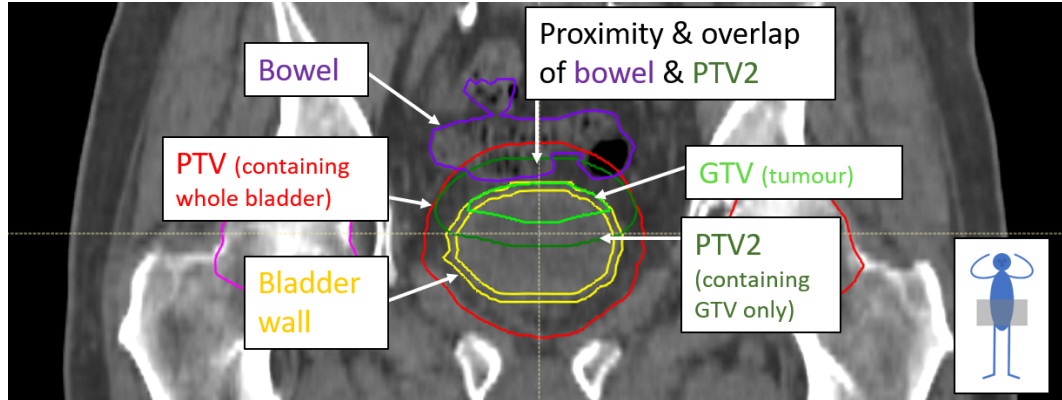 Proximity & overlap
of bowel & PTV2
Bowel
PTV (containing
whole bladder)
GTV (tumour)
PTV2
(containing
GTV only)
Bladder
wall